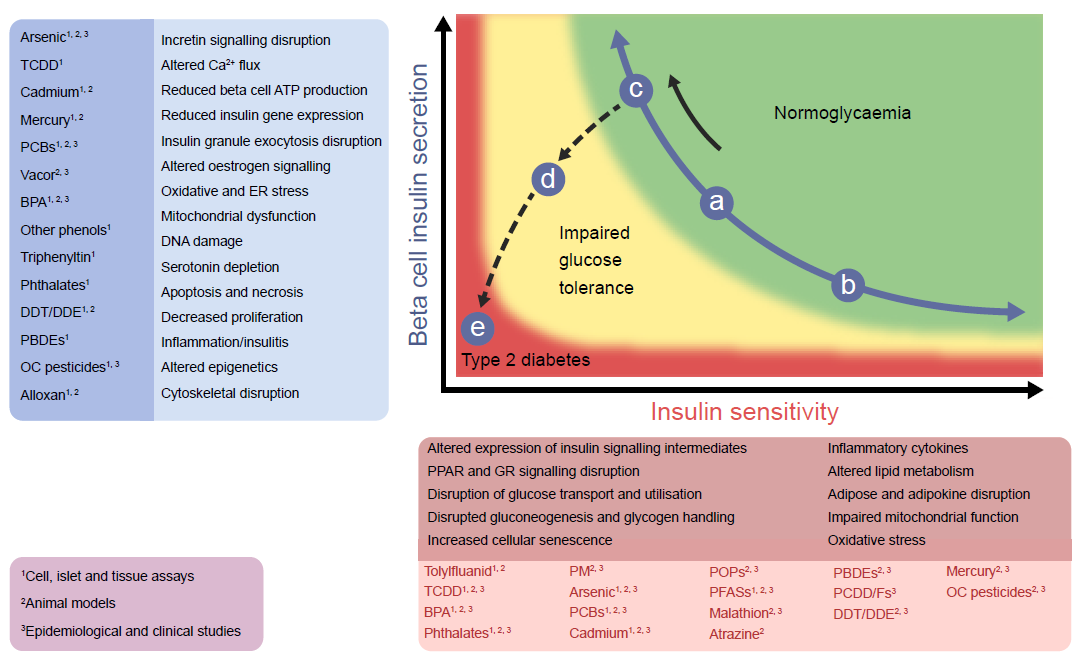 Arsenic¹, ², ³
TCDD¹
Cadmium¹, ²
Mercury¹, ²
PCBs¹, ², ³
Vacor², ³
BPA¹, ², ³
Other phenols¹
Triphenyltin¹
Phthalates¹
DDT/DDE¹, ²
PBDEs¹
OC pesticides¹, ³
Alloxan¹, ²
Incretin signalling disruption
Altered Ca²⁺ flux
Reduced beta cell ATP production
Reduced insulin gene expression
Insulin granule exocytosis disruption
Altered oestrogen signalling
Oxidative and ER stress
Mitochondrial dysfunction
DNA damage
Serotonin depletion
Apoptosis and necrosis
Decreased proliferation
Inflammation/insulitis
Altered epigenetics
Cytoskeletal disruption
Beta cell insulin secretion
c
Normoglycaemia
d
a
Impaired
glucose
tolerance
b
e
Type 2 diabetes
Insulin sensitivity
Altered expression of insulin signalling intermediates
PPAR and GR signalling disruption
Disruption of glucose transport and utilisation
Disrupted gluconeogenesis and glycogen handling
Increased cellular senescence
Inflammatory cytokines
Altered lipid metabolism
Adipose and adipokine disruption
Impaired mitochondrial function
Oxidative stress
Tolylfluanid¹, ²
TCDD¹, ², ³
BPA¹, ², ³
Phthalates¹, ², ³
PM², ³
Arsenic¹, ², ³
PCBs¹, ², ³
Cadmium¹, ², ³
POPs², ³
PFASs¹, ², ³
Malathion², ³
Atrazine²
PBDEs², ³
PCDD/Fs³
DDT/DDE², ³
Mercury², ³
OC pesticides², ³
¹Cell, islet and tissue assays
²Animal models
³Epidemiological and clinical studies